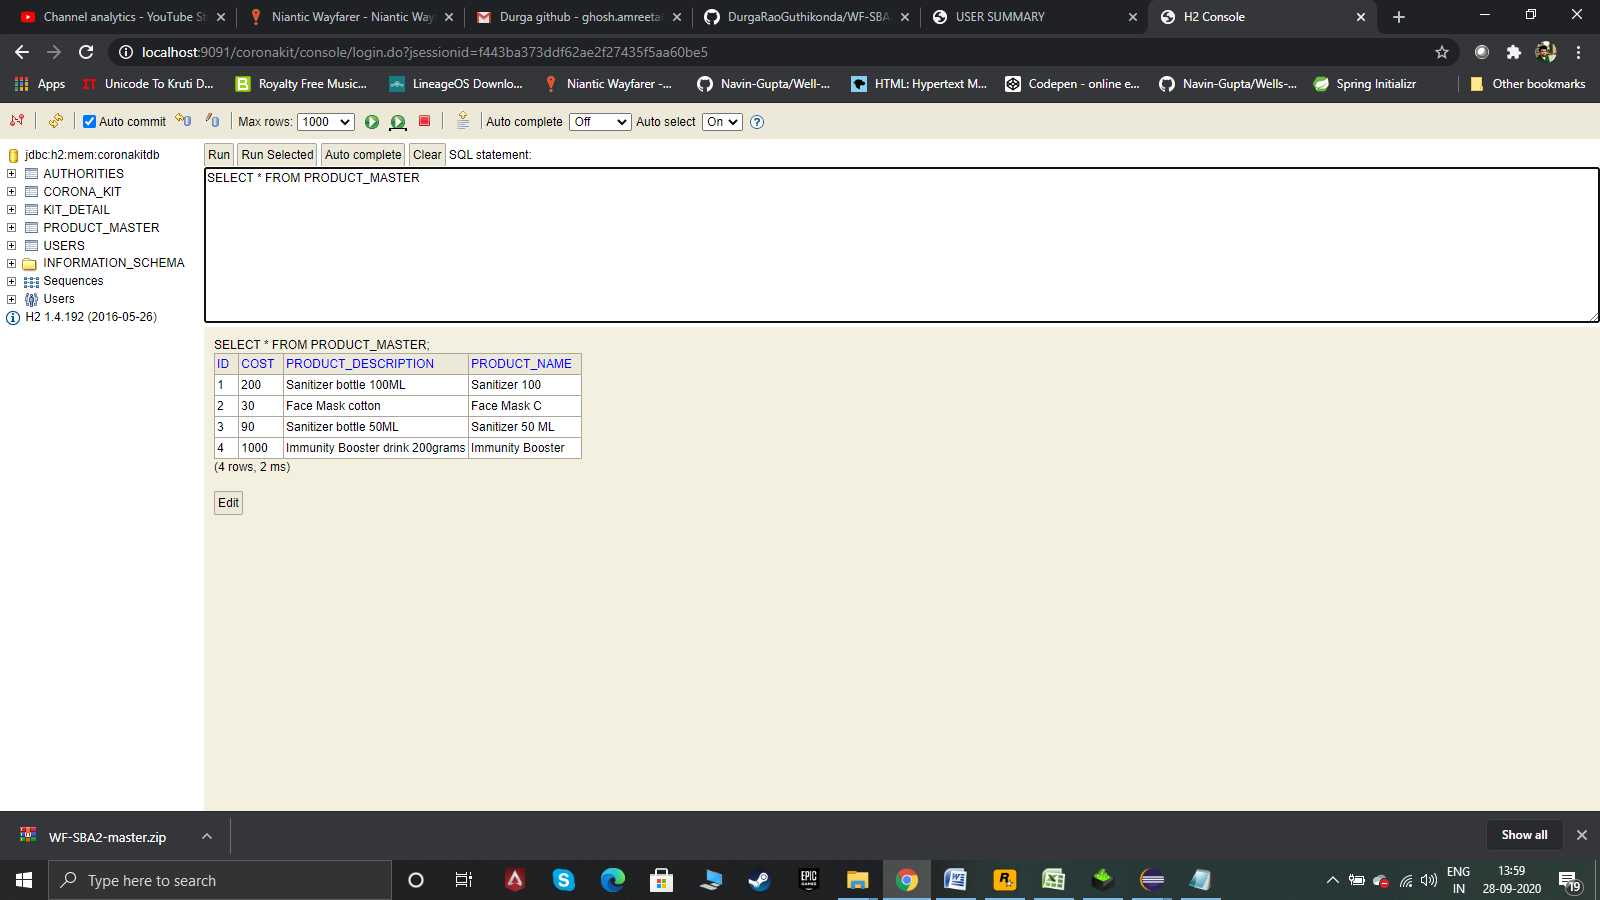 Channel analytics - YouTube St
Niantic Wayfarer - Niantic Way
Durga github - ghosh.amreeta
DurgaRaoGuthikonda/WF-SBA
USER SUMMARY
H2 Console
localhost:9091/coronakit/console/login.do?jsessionid=f443ba373ddf62ae2f27435f5aa60be5
Apps
Unicode To Kruti D...
Royalty Free Music...
LineageOS Downlo...
Niantic Wayfarer -...
Navin-Gupta/Well-...
HTML: Hypertext M...
Codepen - online e...
Navin-Gupta/Wells-...
Spring Initializr
Other bookmarks
Auto commit
Max rows: 1000
Auto complete Off
Auto select On
jdbc:h2:mem:coronakitdb
AUTHORITIES
CORONA_KIT
KIT_DETAIL
PRODUCT_MASTER
USERS
INFORMATION_SCHEMA
Sequences
Users
H2 1.4.192 (2016-05-26)
Run Run Selected Auto complete Clear SQL statement:
SELECT * FROM PRODUCT_MASTER
SELECT * FROM PRODUCT_MASTER;
ID COST PRODUCT_DESCRIPTION PRODUCT_NAME
1 200 Sanitizer bottle 100ML Sanitizer 100
2 30 Face Mask cotton Face Mask C
3 90 Sanitizer bottle 50ML Sanitizer 50 ML
4 1000 Immunity Booster drink 200grams Immunity Booster
(4 rows, 2 ms)
Edit
WF-SBA2-master.zip
Show all
Type here to search
ENG
IN
13:59
28-09-2020
19